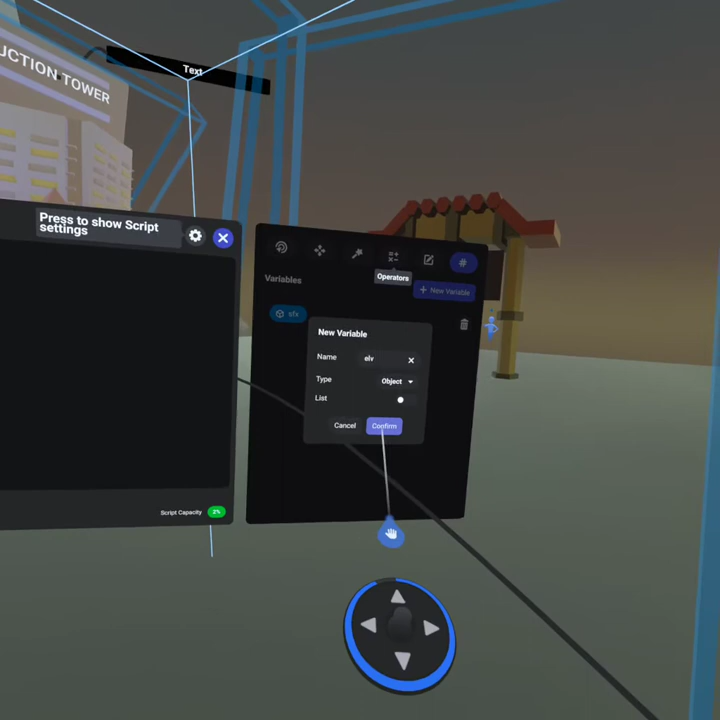 UCTION TOWER
Text
Press to show Script
settings
Operators
Variables
+ New Variable
sfx
New Variable
Name elv
Type Object
List
Cancel Confirm
Script Capacity 2%